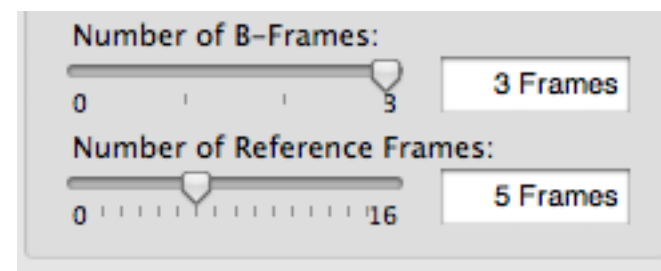 Number of B-Frames:
3 Frames
0 3
Number of Reference Frames:
5 Frames
0 16